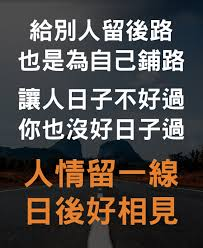 給別人留後路
也是為自己鋪路
讓人日子不好過
你也沒好日子過
人情留一線
日後好相見